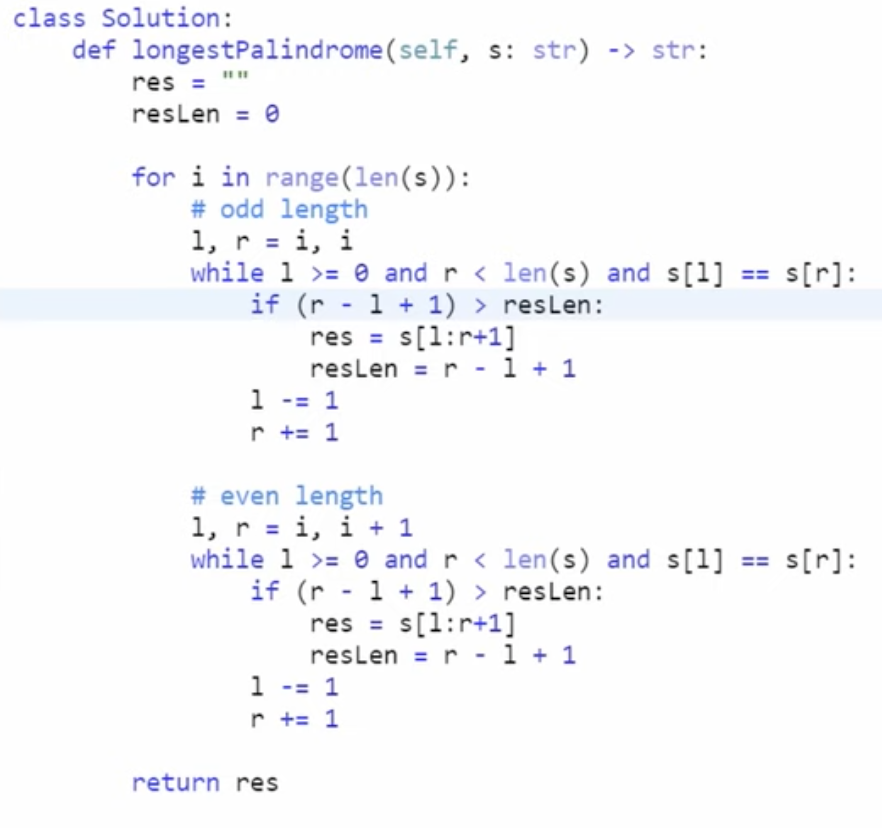 class Solution:
    def longestPalindrome(self, s: str) -> str:
        res = ""
        resLen = 0

        for i in range(len(s)):
            # odd length
            l, r = i, i
            while l >= 0 and r < len(s) and s[l] == s[r]:
                if (r - l + 1) > resLen:
                    res = s[l:r+1]
                    resLen = r - l + 1
                l -= 1
                r += 1

            # even length
            l, r = i, i + 1
            while l >= 0 and r < len(s) and s[l] == s[r]:
                if (r - l + 1) > resLen:
                    res = s[l:r+1]
                    resLen = r - l + 1
                l -= 1
                r += 1

        return res